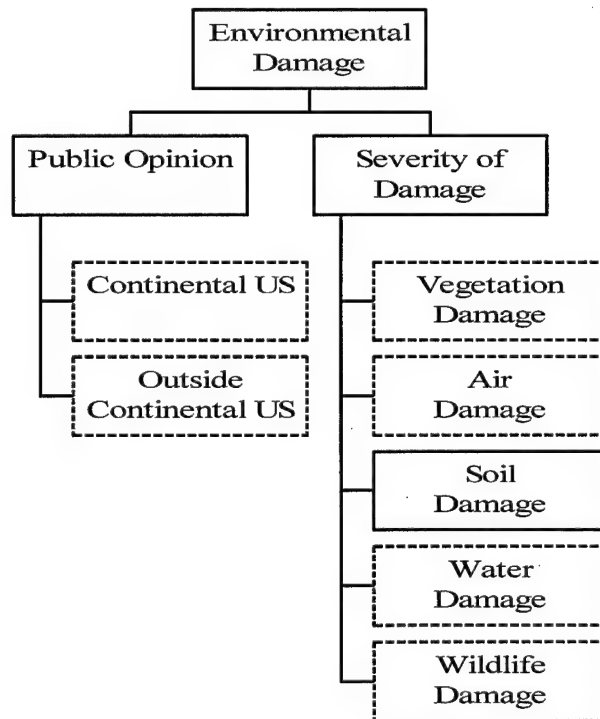 Environmental
Damage
Public Opinion
Severity of
Damage
Continental US
Outside
Continental US
Vegetation
Damage
Air
Damage
Soil
Damage
Water
Damage
Wildlife
Damage